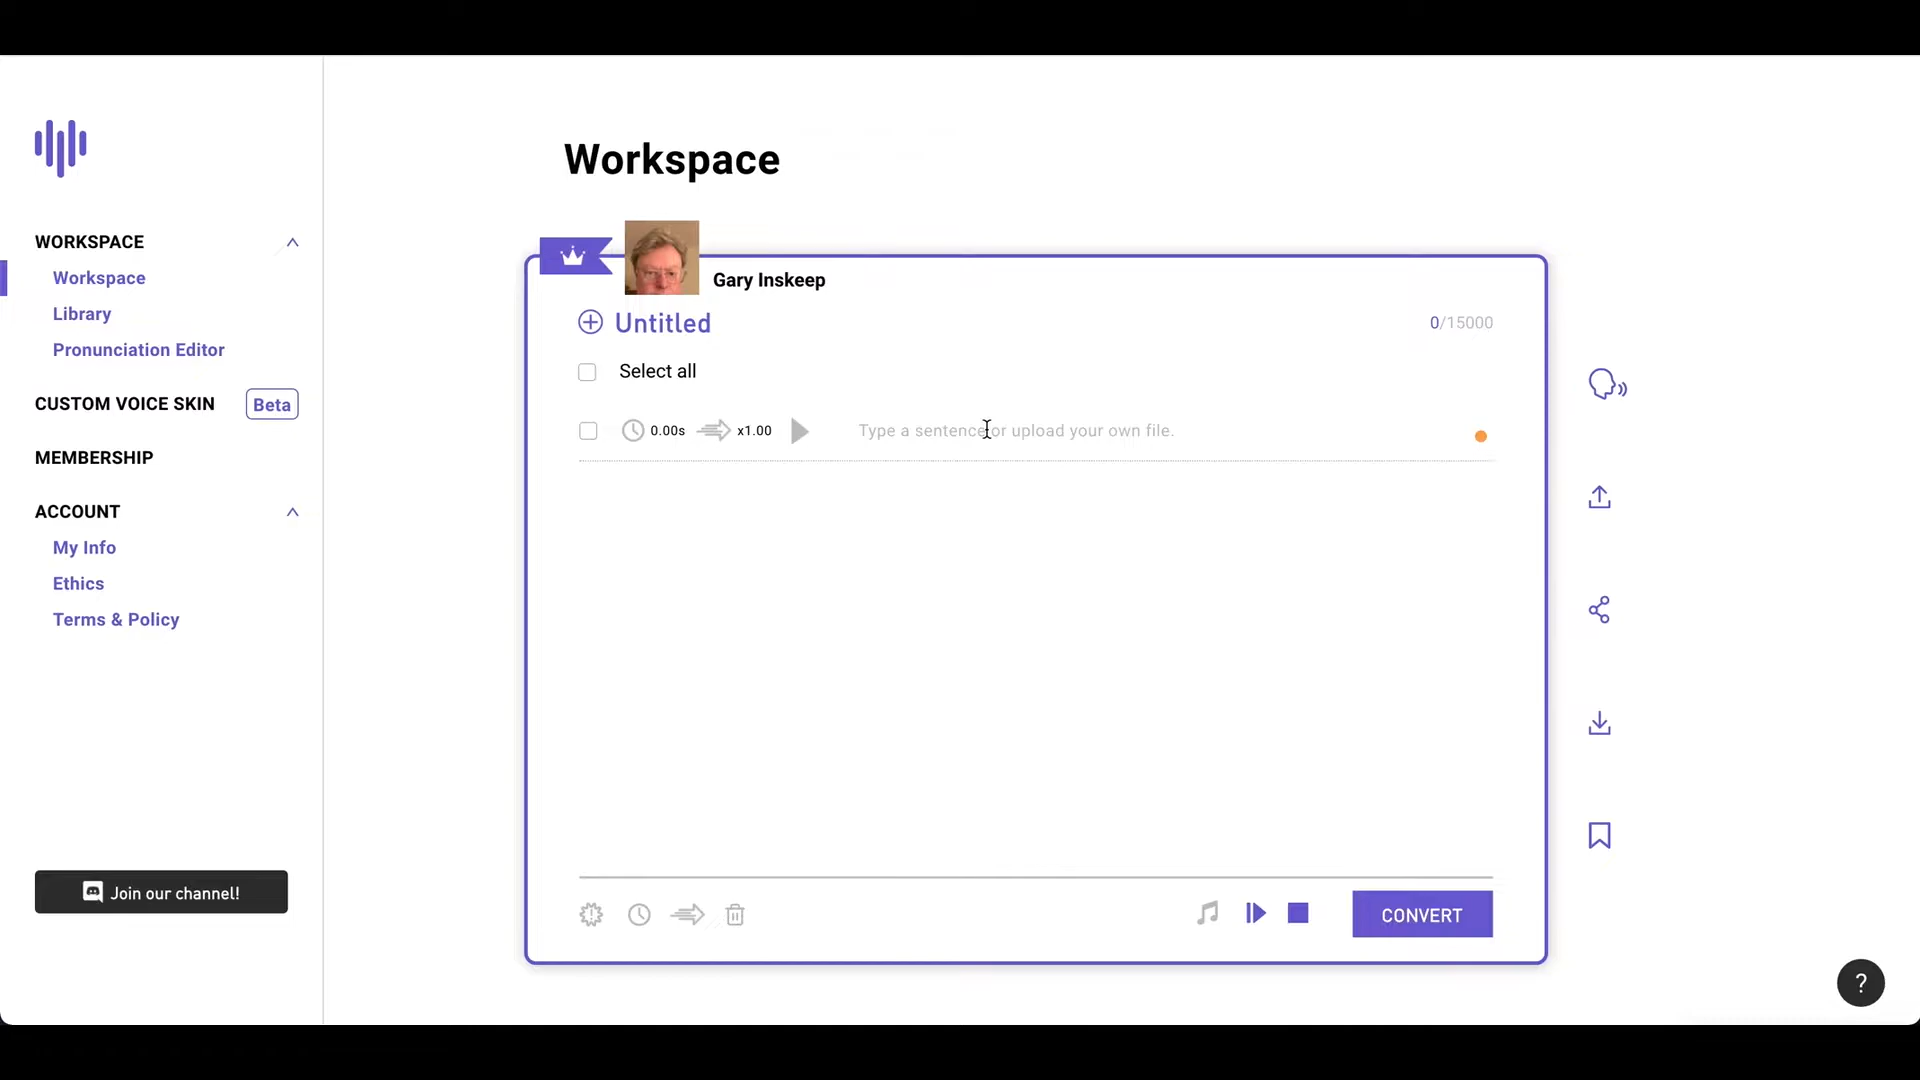 Workspace
WORKSPACE
Workspace
Library
Pronunciation Editor
CUSTOM VOICE SKIN
Beta
MEMBERSHIP
ACCOUNT
My Info
Ethics
Terms & Policy
Join our channel!
Gary Inskeep
Untitled
0/15000
Select all
0.00s
x1.00
Type a sentence or upload your own file.
CONVERT
?